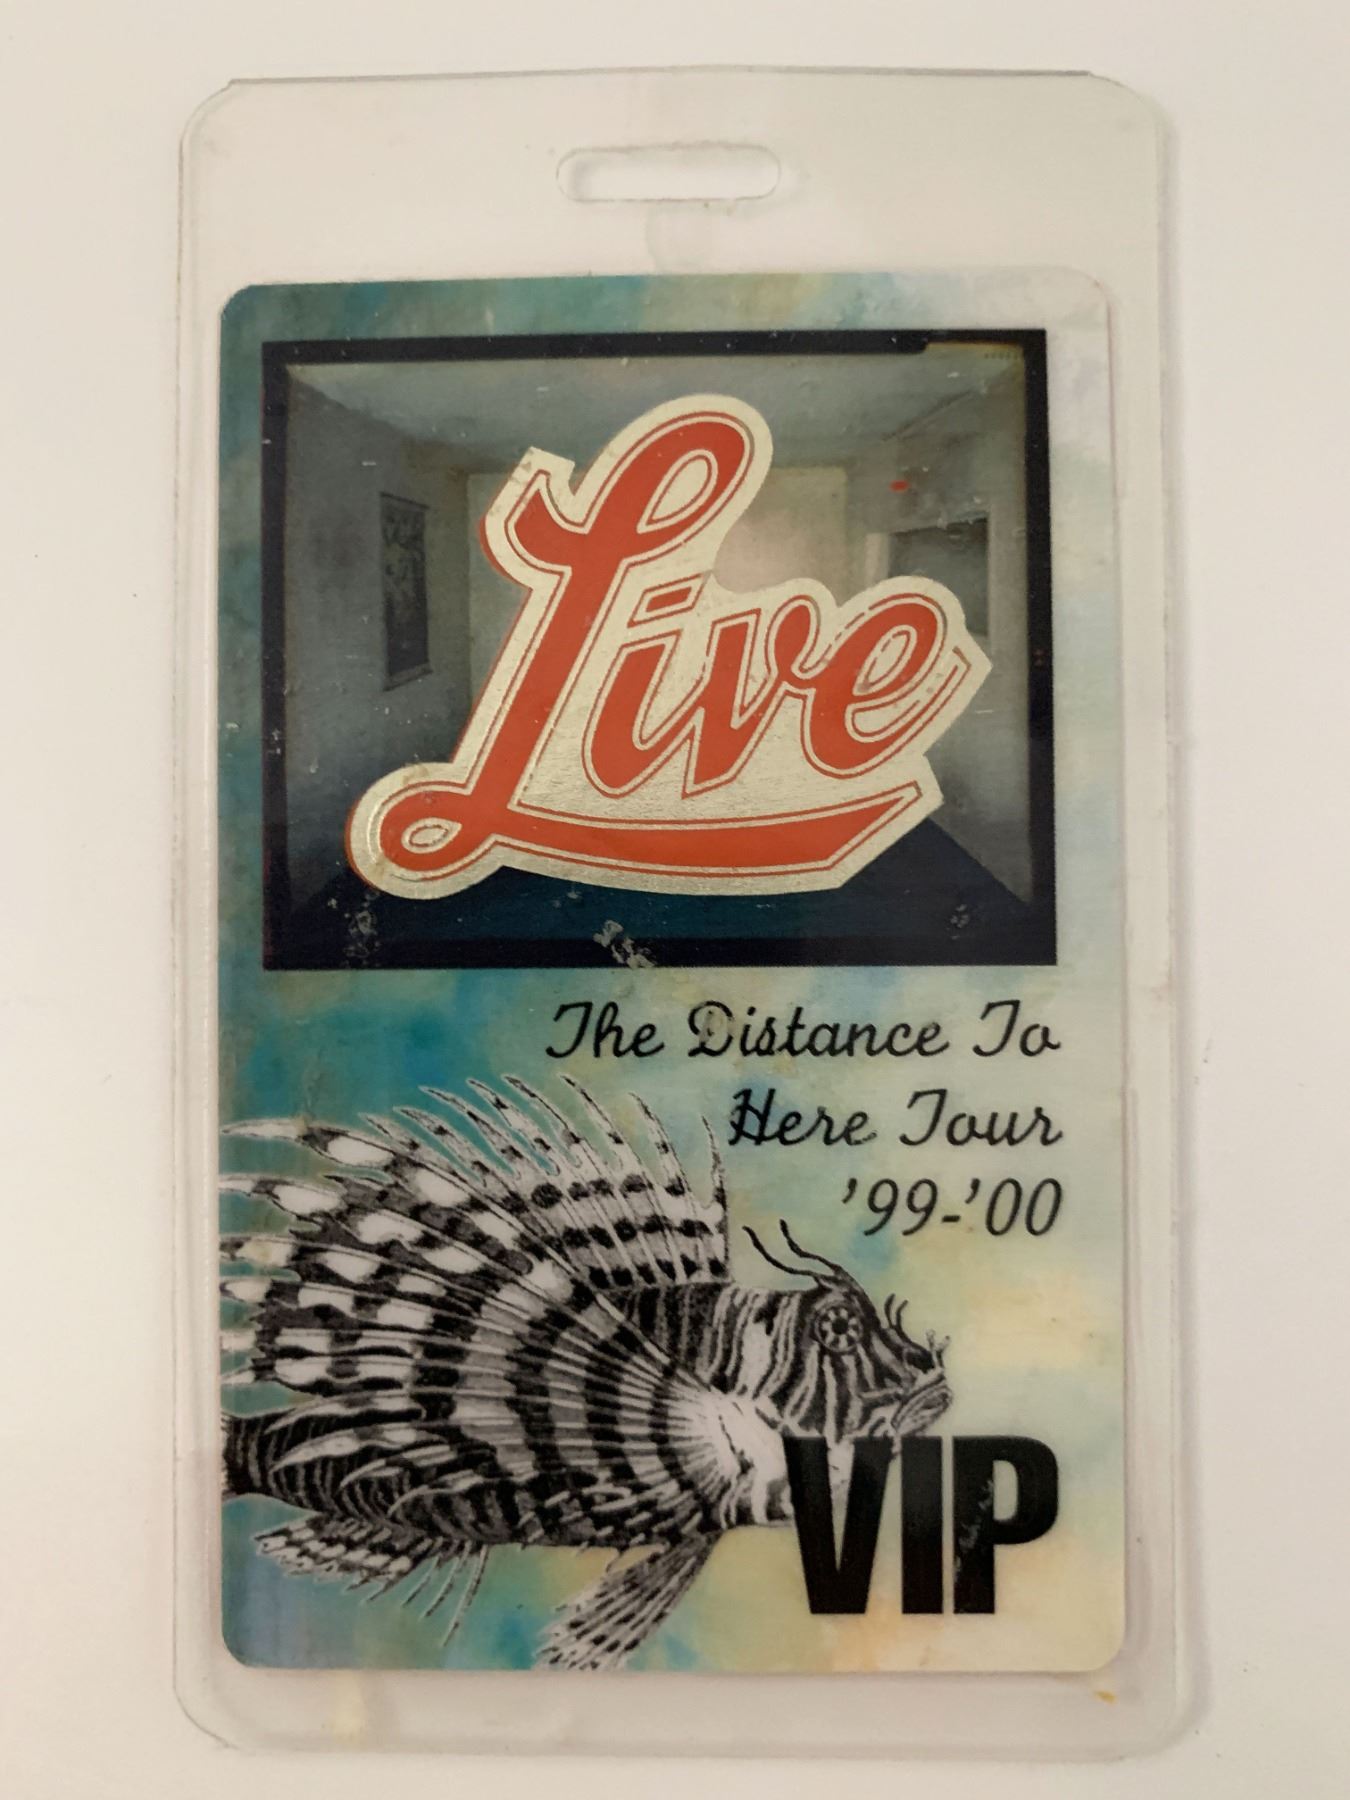 Live
The Distance To
Here Tour
'99-'00
VIP